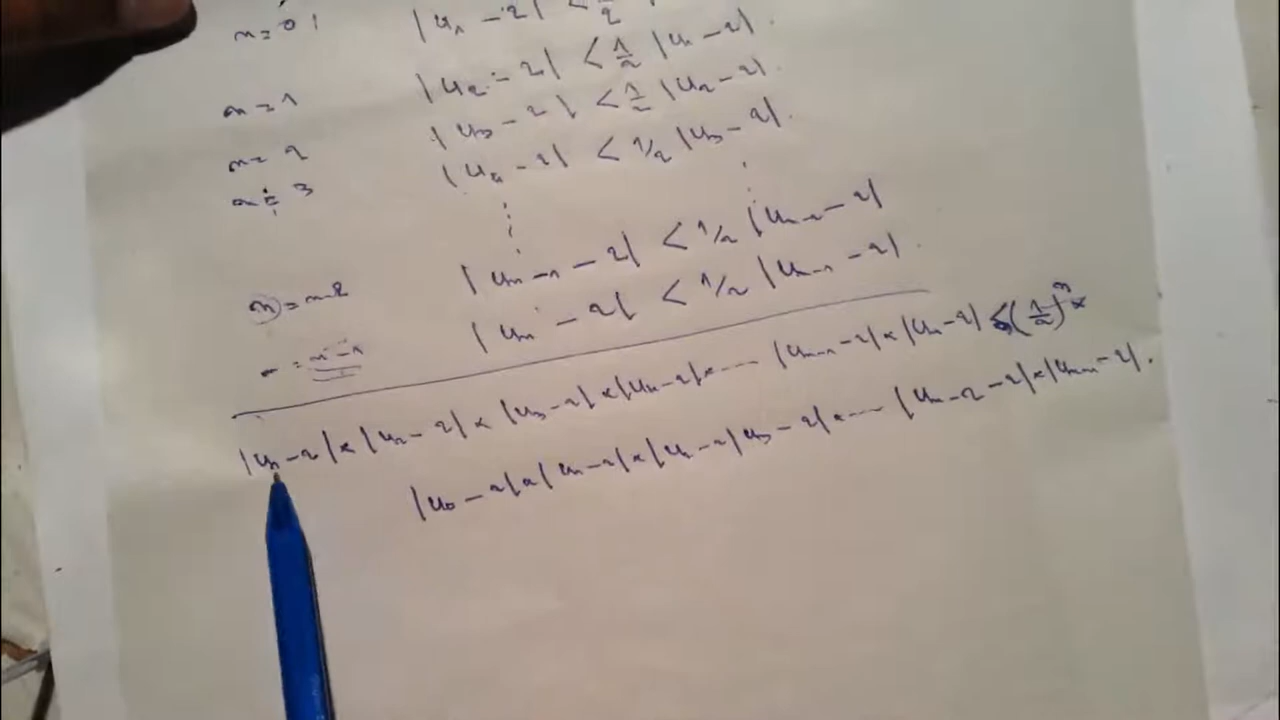 n=0 | |u₁ - 2| < 1/2
n=1 |u₂ - 2| < 1/2 |u₁ - 2|
n=2 |u₃ - 2| < 1/2 |u₂ - 2|
n=3 |u₄ - 2| < 1/2 |u₃ - 2|
n=n-2 |uₙ₋₁ - 2| < 1/2 |uₙ₋₂ - 2|
n=n-1 |uₙ - 2| < 1/2 |uₙ₋₁ - 2|
|u₁-2|×|u₂-2|×|u₃-2|×|u₄-2|×.....|uₙ₋₁-2|×|uₙ-2| ≤ (1/2)ⁿ×
|u₀-2|×|u₁-2|×|u₂-2|u₃-2|×....|uₙ₋₂-2|×|uₙ₋₁-2|.